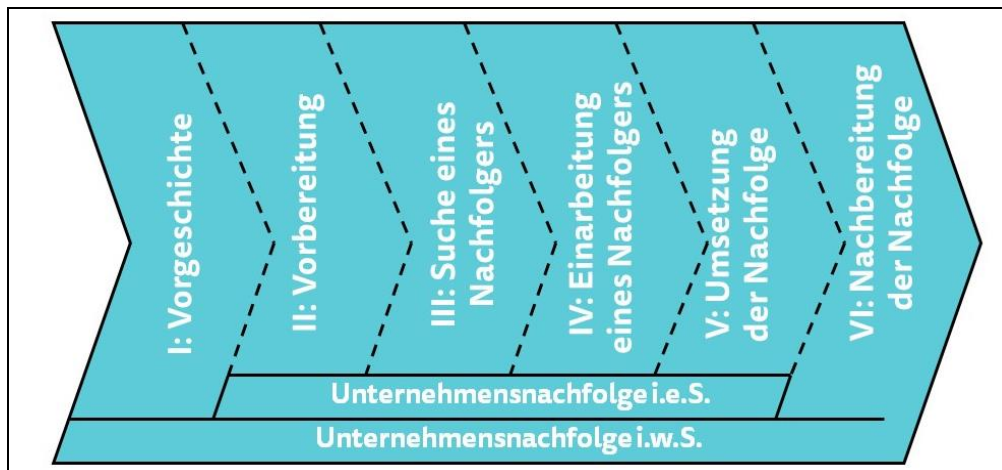 I: Vorgeschichte
II: Vorbereitung
III: Suche eines
Nachfolgers
IV: Einarbeitung
eines Nachfolgers
V: Umsetzung
der Nachfolge
VI: Nachbereitung
der Nachfolge
Unternehmensnachfolge i.e.S.
Unternehmensnachfolge i.w.S.